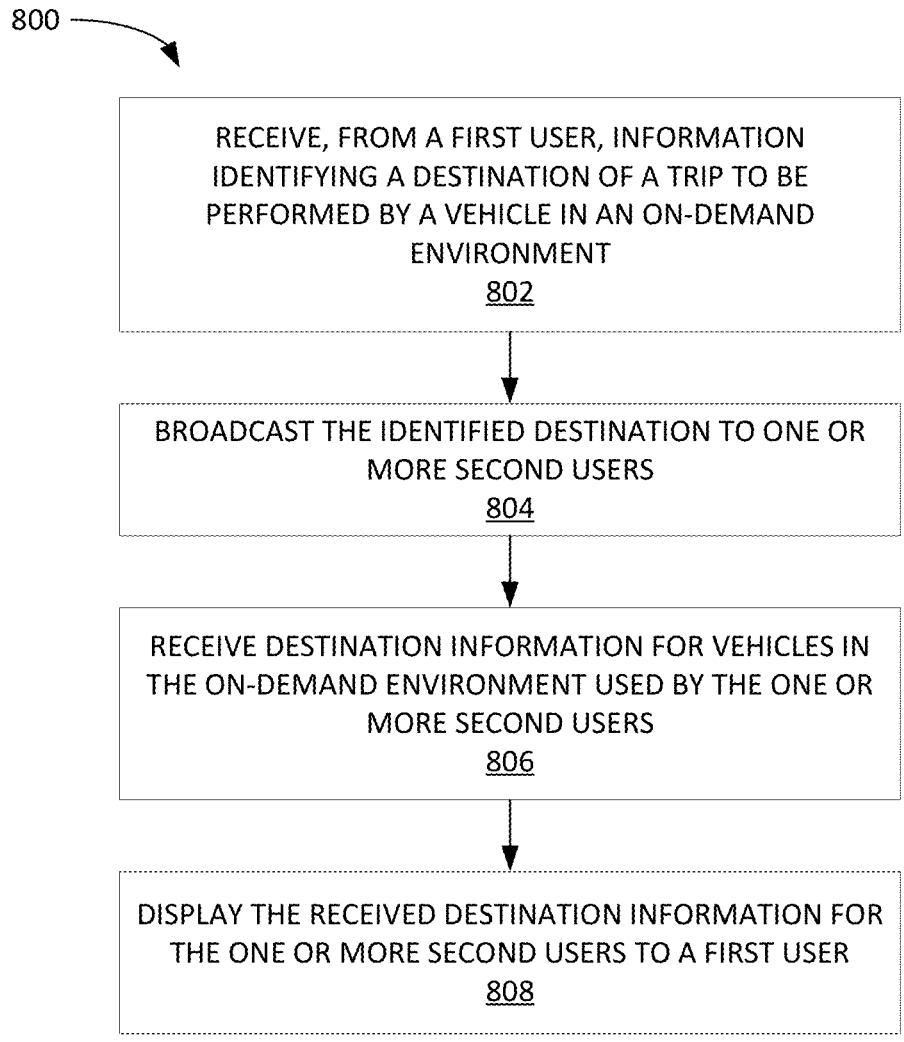 800
RECEIVE, FROM A FIRST USER, INFORMATION
IDENTIFYING A DESTINATION OF A TRIP TO BE
PERFORMED BY A VEHICLE IN AN ON-DEMAND
ENVIRONMENT
802
BROADCAST THE IDENTIFIED DESTINATION TO ONE OR
MORE SECOND USERS
804
RECEIVE DESTINATION INFORMATION FOR VEHICLES IN
THE ON-DEMAND ENVIRONMENT USED BY THE ONE OR
MORE SECOND USERS
806
DISPLAY THE RECEIVED DESTINATION INFORMATION FOR
THE ONE OR MORE SECOND USERS TO A FIRST USER
808